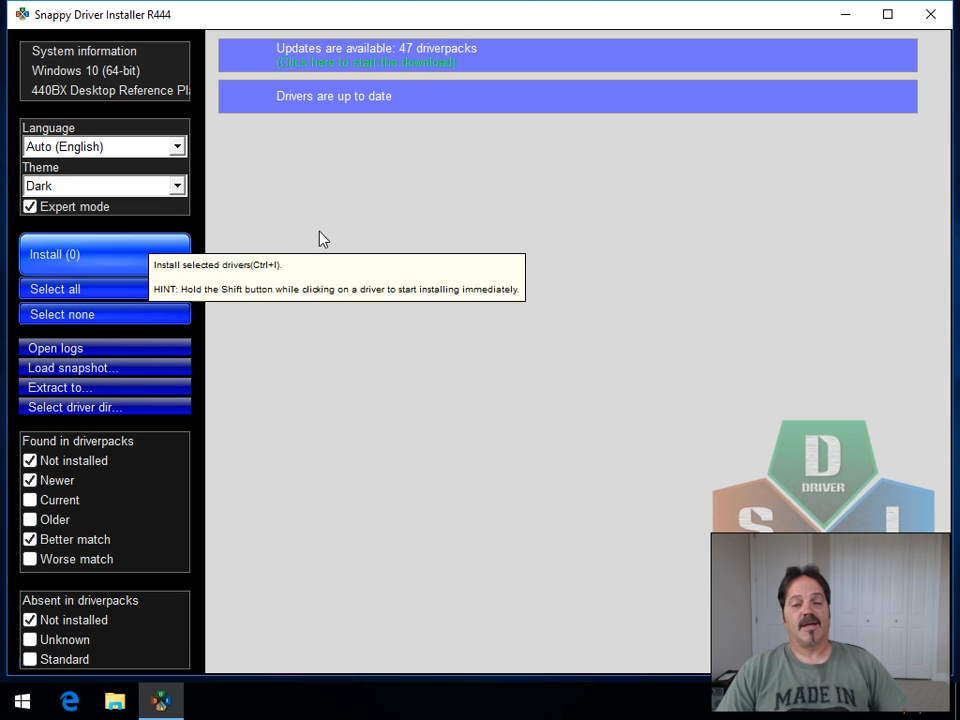 Snappy Driver Installer R444
System information
Windows 10 (64-bit)
440BX Desktop Reference Pl
Language
Auto (English)
Theme
Dark
Expert mode
Install (0)
Select all
Select none
Open logs
Load snapshot...
Extract to...
Select driver dir...
Found in driverpacks
Not installed
Newer
Current
Older
Better match
Worse match
Absent in driverpacks
Not installed
Unknown
Standard
Updates are available: 47 driverpacks
(Click here to start the download)
Drivers are up to date
Install selected drivers(Ctrl+I).
HINT: Hold the Shift button while clicking on a driver to start installing immediately.
D
DRIVER
S
I
MADE IN